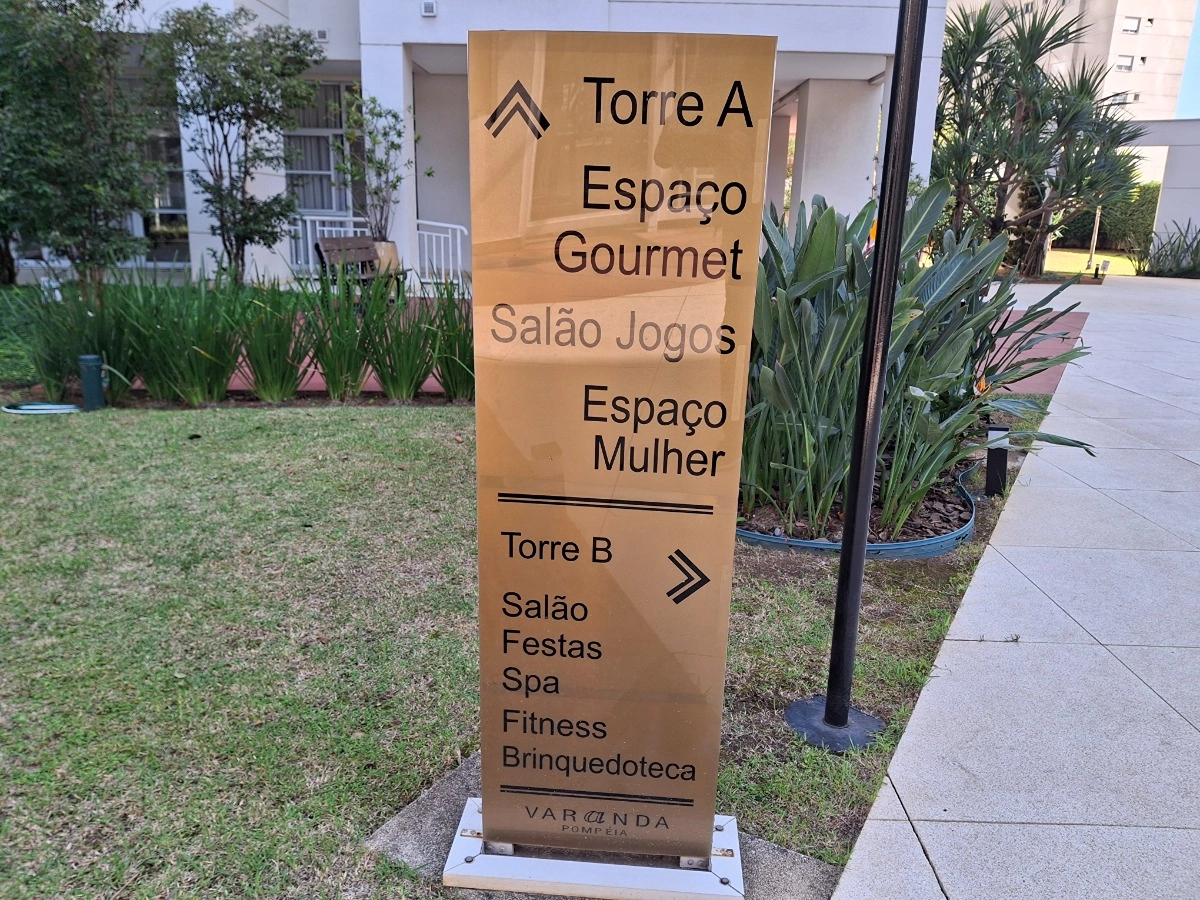 Torre A
Espaço
Gourmet
Salão Jogos
Espaço
Mulher
Torre B
Salão
Festas
Spa
Fitness
Brinquedoteca
VARANDA
POMPÉIA